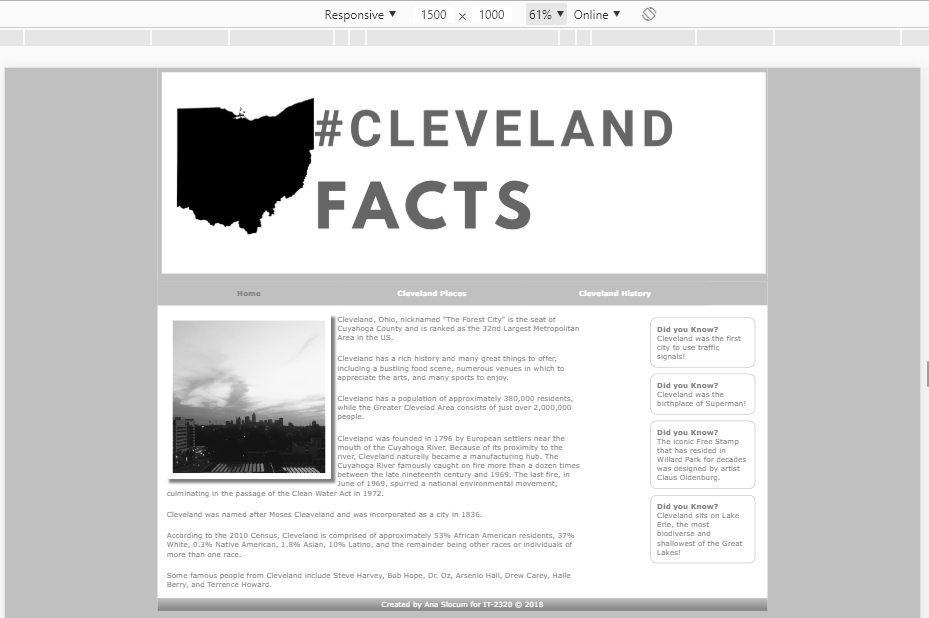 Responsive ▼ 1500 × 1000 61% ▼ Online ▼
#CLEVELAND
FACTS
Home Cleveland Places Cleveland History
Cleveland, Ohio, nicknamed "The Forest City" is the seat of
Cuyahoga County and is ranked as the 32nd Largest Metropolitan
Area in the US.
Cleveland has a rich history and many great things to offer,
including a bustling food scene, numerous venues in which to
appreciate the arts, and many sports to enjoy.
Cleveland has a population of approximately 380,000 residents,
while the Greater Clevelad Area consists of just over 2,000,000
people.
Cleveland was founded in 1796 by European settlers near the
mouth of the Cuyahoga River. Because of its proximity to the
river, Cleveland naturally became a manufacturing hub. The
Cuyahoga River famously caught on fire more than a dozen times
between the late nineteenth century and 1969. The last fire, in
June of 1969, spurred a national environmental movement,
culminating in the passage of the Clean Water Act in 1972.
Cleveland was named after Moses Cleaveland and was incorporated as a city in 1836.
According to the 2010 Census, Cleveland is comprised of approximately 53% African American residents, 37%
White, 0.3% Native American, 1.8% Asian, 10% Latino, and the remainder being other races or individuals of
more than one race.
Some famous people from Cleveland include Steve Harvey, Bob Hope, Dr. Oz, Arsenio Hall, Drew Carey, Halle
Berry, and Terrence Howard.
Did you Know?
Cleveland was the first
city to use traffic
signals!
Did you Know?
Cleveland was the
birthplace of Superman!
Did you Know?
The iconic Free Stamp
that has resided in
Willard Park for decades
was designed by artist
Claus Oldenburg.
Did you Know?
Cleveland sits on Lake
Erie, the most
biodiverse and
shallowest of the Great
Lakes!
Created by Ana Slocum for IT-2320 © 2018